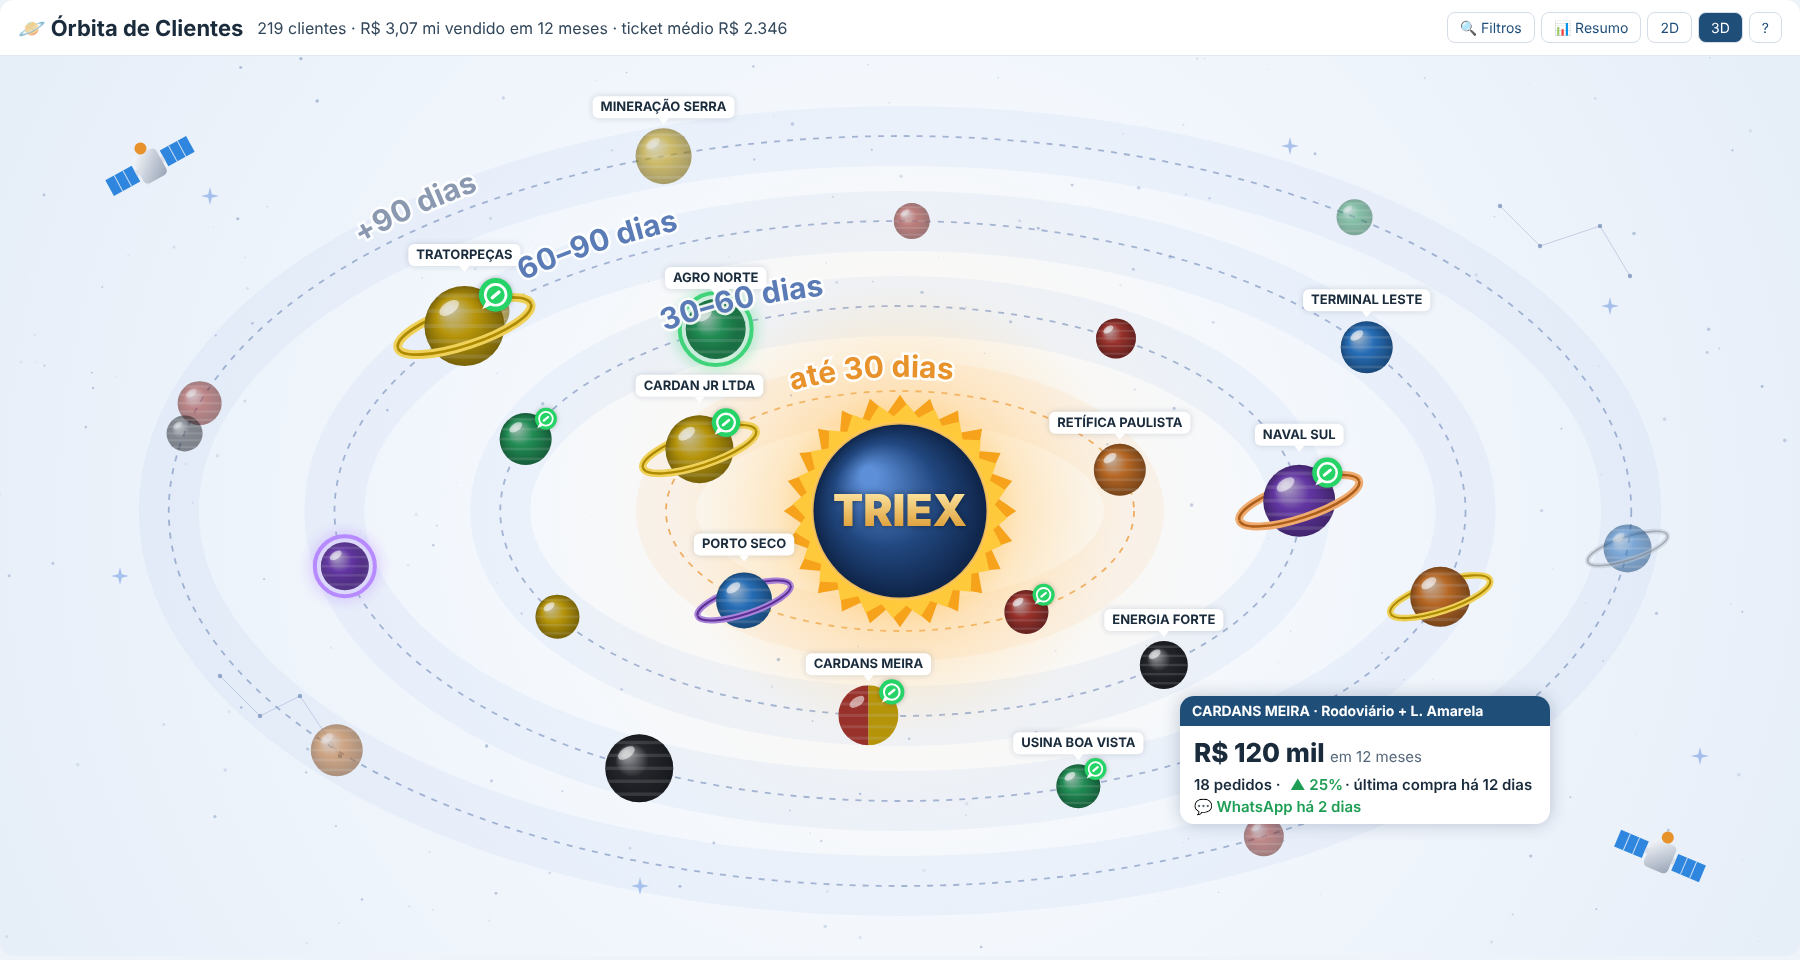 Órbita de Clientes
219 clientes · R$ 3,07 mi vendido em 12 meses · ticket médio R$ 2.346
Filtros
Resumo
2D
3D
?
MINERAÇÃO SERRA
+90 dias
60–90 dias
TRATORPEÇAS
AGRO NORTE
30–60 dias
TERMINAL LESTE
até 30 dias
CARDAN JR LTDA
RETÍFICA PAULISTA
NAVAL SUL
TRIEX
PORTO SECO
ENERGIA FORTE
CARDANS MEIRA
USINA BOA VISTA
CARDANS MEIRA · Rodoviário + L. Amarela
R$ 120 mil em 12 meses
18 pedidos · ▲ 25% · última compra há 12 dias
WhatsApp há 2 dias